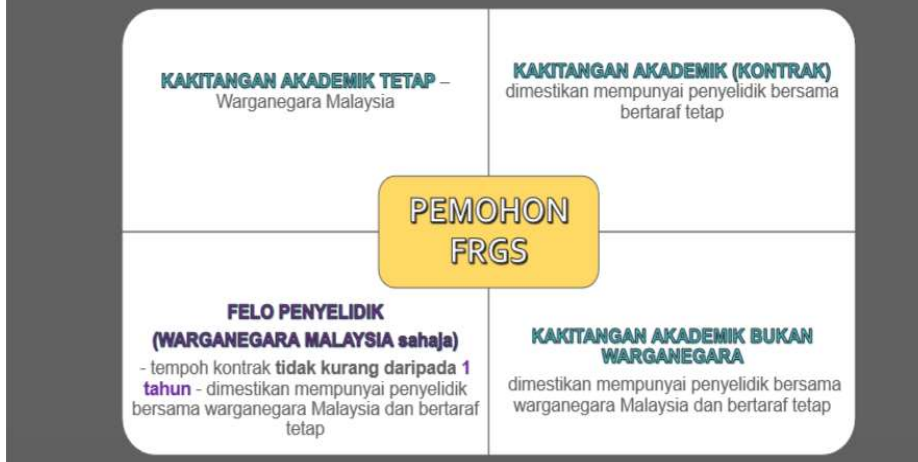 KAKITANGAN AKADEMIK TETAP –
Warganegara Malaysia
KAKITANGAN AKADEMIK (KONTRAK)
dimestikan mempunyai penyelidik bersama
bertaraf tetap
PEMOHON
FRGS
FELO PENYELIDIK
(WARGANEGARA MALAYSIA sahaja)
- tempoh kontrak tidak kurang daripada 1
tahun - dimestikan mempunyai penyelidik
bersama warganegara Malaysia dan bertaraf
tetap
KAKITANGAN AKADEMIK BUKAN
WARGANEGARA
dimestikan mempunyai penyelidik bersama
warganegara Malaysia dan bertaraf tetap